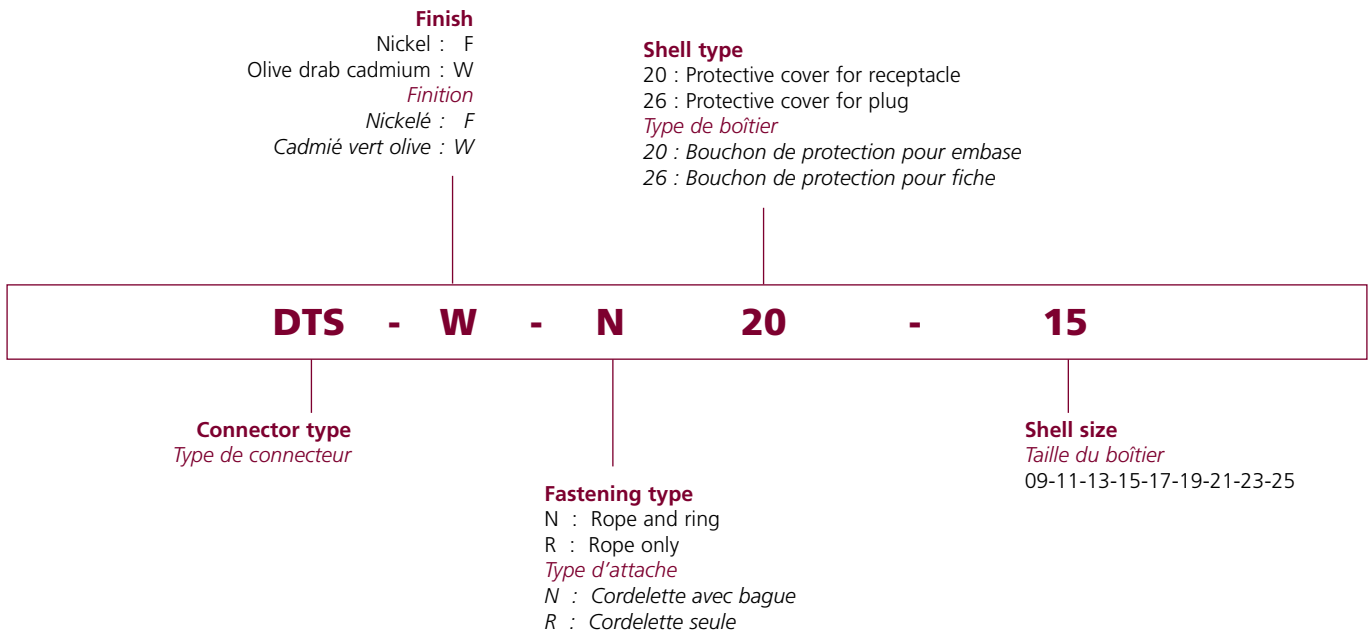 Finish
Nickel : F
Olive drab cadmium : W
Finition
Nickelé : F
Cadmié vert olive : W
Shell type
20 : Protective cover for receptacle
26 : Protective cover for plug
Type de boîtier
20 : Bouchon de protection pour embase
26 : Bouchon de protection pour fiche
DTS - W - N 20 - 15
Connector type
Type de connecteur
Fastening type
N : Rope and ring
R : Rope only
Type d'attache
N : Cordelette avec bague
R : Cordelette seule
Shell size
Taille du boîtier
09-11-13-15-17-19-21-23-25